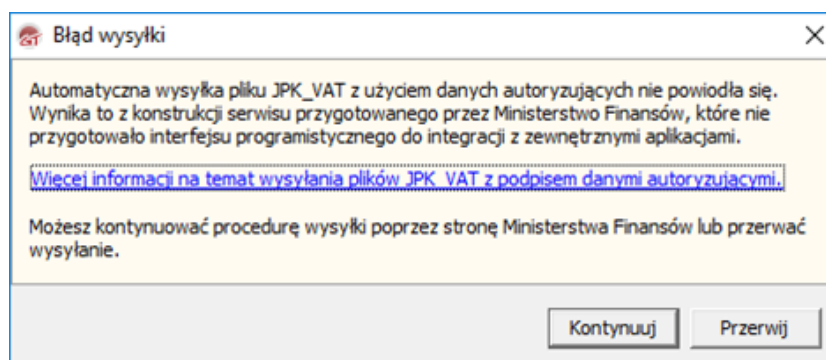 Błąd wysyłki
Automatyczna wysyłka pliku JPK_VAT z użyciem danych autoryzujących nie powiodła się.
Wynika to z konstrukcji serwisu przygotowanego przez Ministerstwo Finansów, które nie
przygotowało interfejsu programistycznego do integracji z zewnętrznymi aplikacjami.
Więcej informacji na temat wysyłania plików JPK_VAT z podpisem danymi autoryzującymi.
Możesz kontynuować procedurę wysyłki poprzez stronę Ministerstwa Finansów lub przerwać
wysyłanie.
Kontynuuj
Przerwij